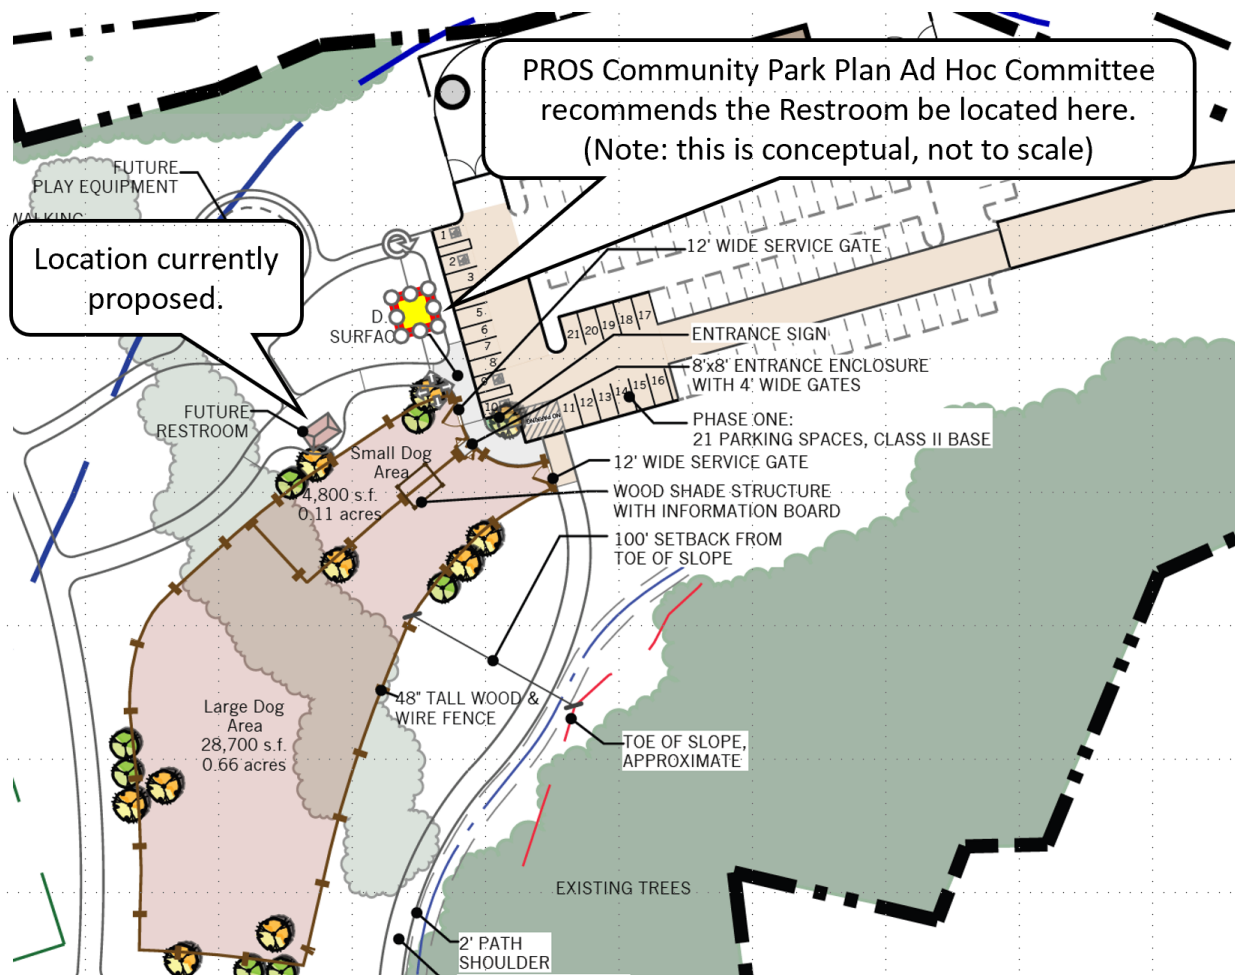 PROS Community Park Plan Ad Hoc Committee
recommends the Restroom be located here.
(Note: this is conceptual, not to scale)
FUTURE
PLAY EQUIPMENT
WALKING
Location currently
proposed.
1
2
3
5
6
7
8
9
10
11
12
13
14
15
16
21
20
19
18
17
NO PARKING
12' WIDE SERVICE GATE
D.
SURFAC
ENTRANCE SIGN
8'x8' ENTRANCE ENCLOSURE
WITH 4' WIDE GATES
PHASE ONE:
21 PARKING SPACES, CLASS II BASE
FUTURE
RESTROOM
Small Dog
Area
4,800 s.f.
0.11 acres
12' WIDE SERVICE GATE
WOOD SHADE STRUCTURE
WITH INFORMATION BOARD
100' SETBACK FROM
TOE OF SLOPE
48" TALL WOOD &
WIRE FENCE
Large Dog
Area
28,700 s.f.
0.66 acres
TOE OF SLOPE,
APPROXIMATE
EXISTING TREES
2' PATH
SHOULDER